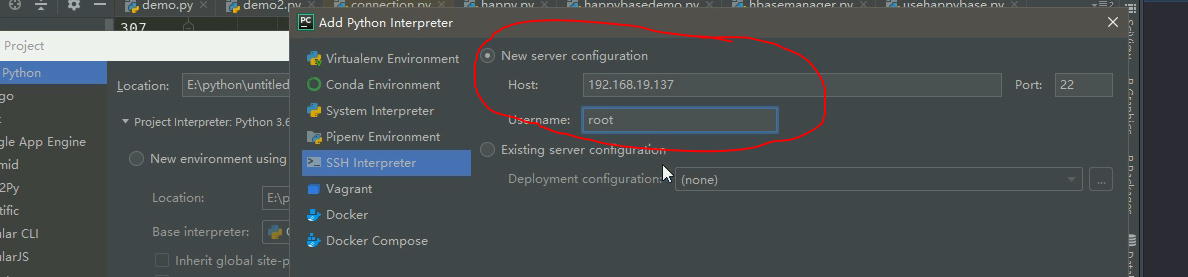 demo.py
demo2.py
connection.py
happy.py
happybasedemo.py
hbasemanager.py
usehappybase.py
307
Add Python Interpreter
Project
Python
Location: E:\python\untitled
Project Interpreter: Python 3.6
New environment using
Location: E:\p
Base interpreter:
Inherit global site-p
Virtualenv Environment
Conda Environment
System Interpreter
Pipenv Environment
SSH Interpreter
Vagrant
Docker
Docker Compose
New server configuration
Host: 192.168.19.137 Port: 22
Username: root
Existing server configuration
Deployment configuration: (none) ...
gle App Engine
mid
2Py
tific
ular CLI
ularJS
SciView